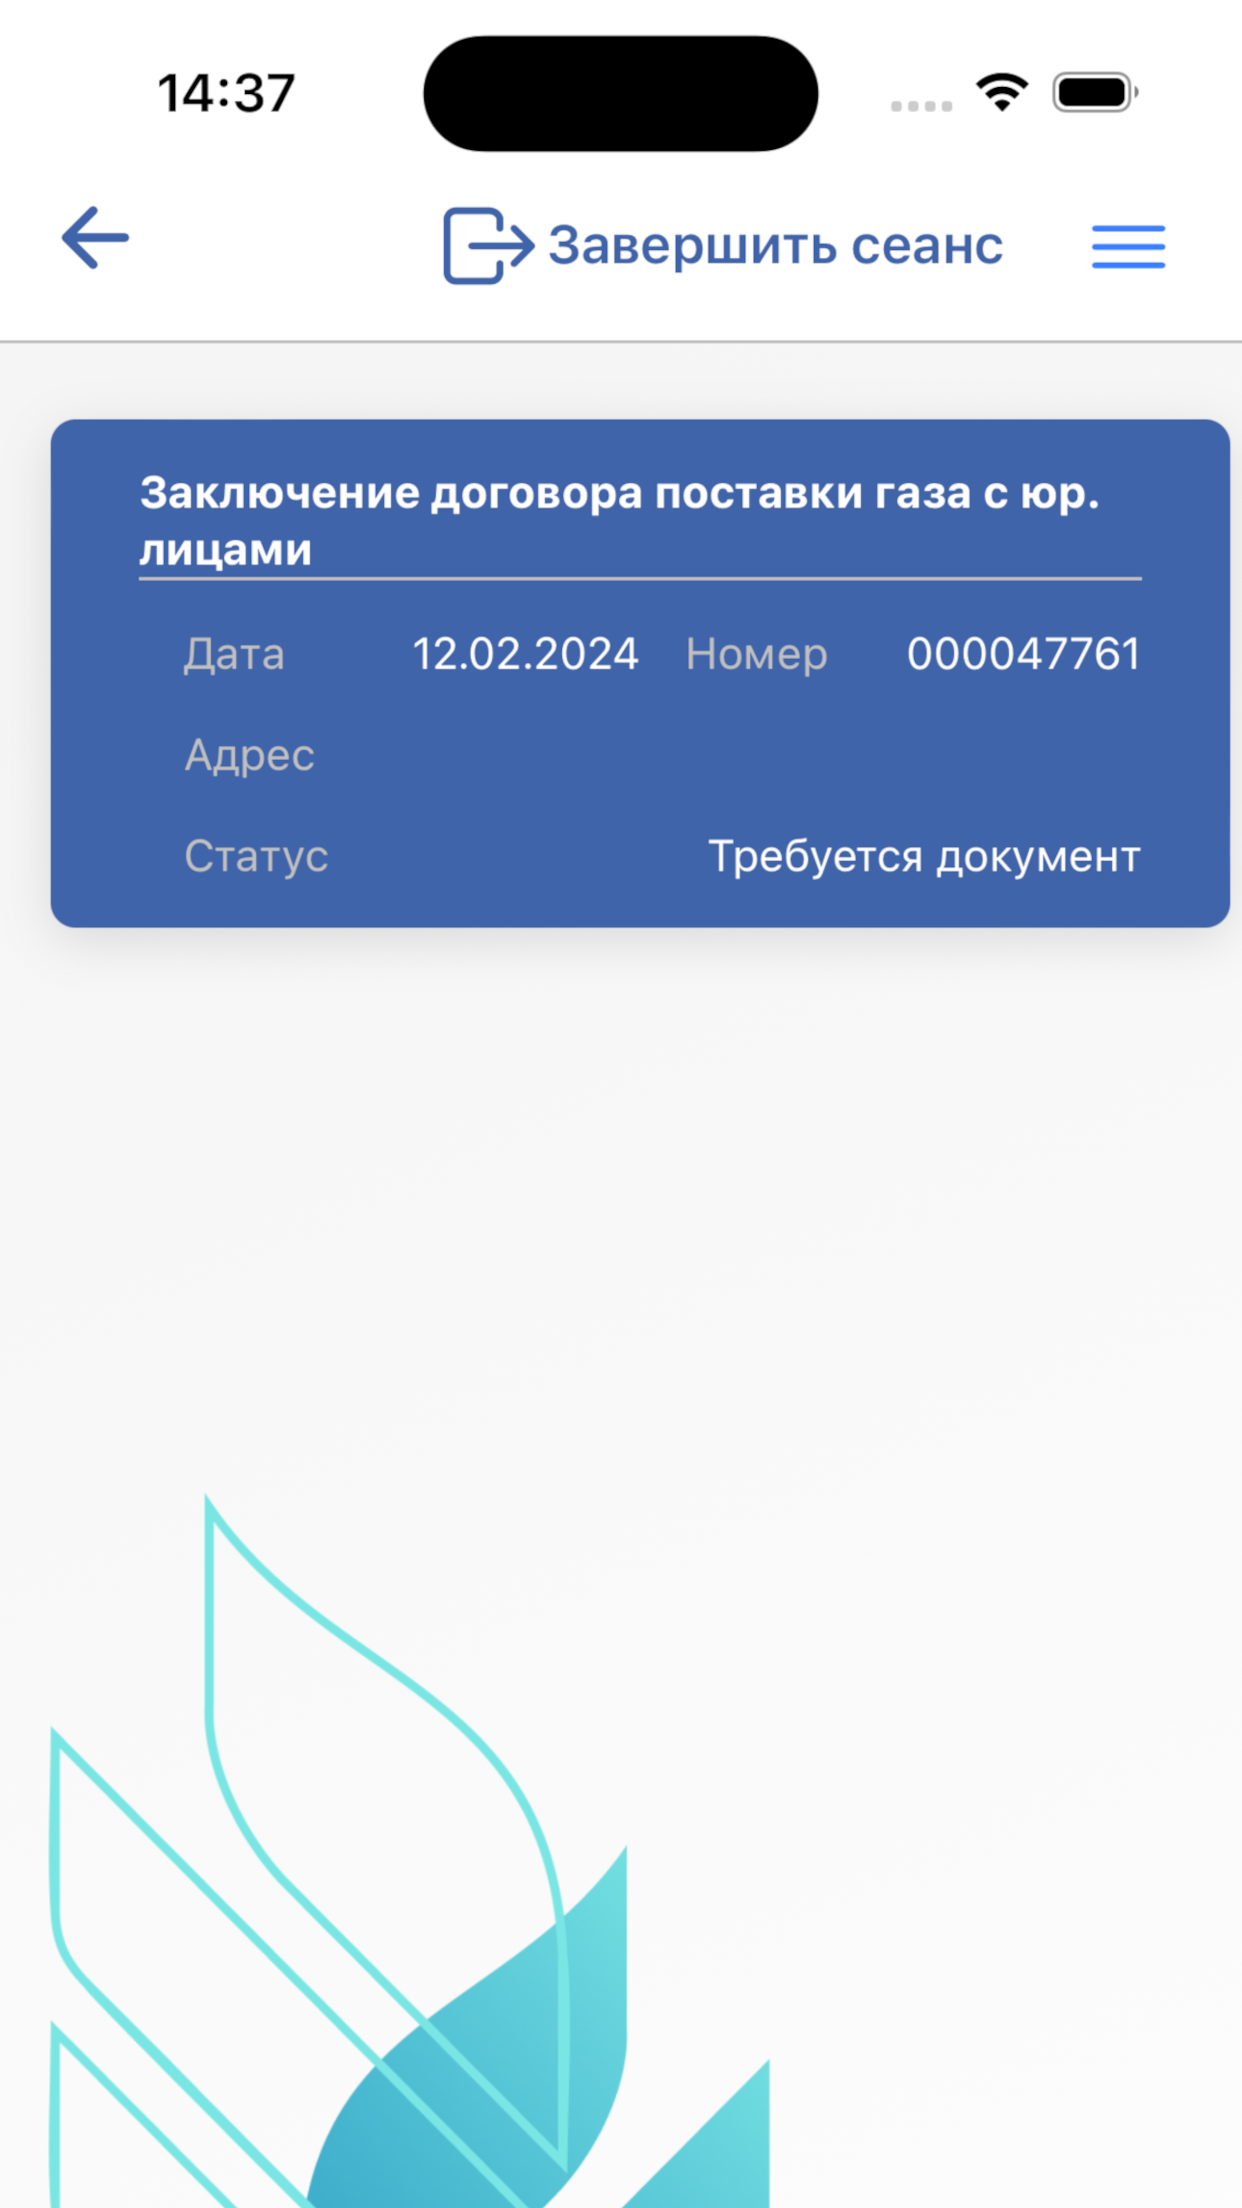 14:37
Завершить сеанс
Заключение договора поставки газа с юр.
лицами
Дата 12.02.2024 Номер 000047761
Адрес
Статус Требуется документ